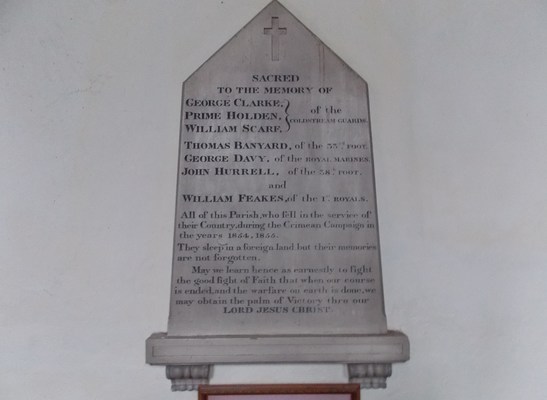 SACRED
TO THE MEMORY OF
GEORGE CLARKE,
PRIME HOLDEN, of the
COLDSTREAM GUARDS.
WILLIAM SCARF,
THOMAS BANYARD, of the 55TH FOOT.
GEORGE DAVY, of the ROYAL MARINES.
JOHN HURRELL, of the FOOT,
and
WILLIAM FEAKES, of the 1st ROYALS.
All of this Parish, who fell in the service of
their Country, during the Crimean Campaign in
the years 1854, 1855.
They sleep in a foreign land but their memories
are not forgotten.
May we learn hence as earnestly to fight
the good fight of Faith that when our course
is ended, and the warfare on earth is done, we
may obtain the palm of Victory thro our
LORD JESUS CHRIST.